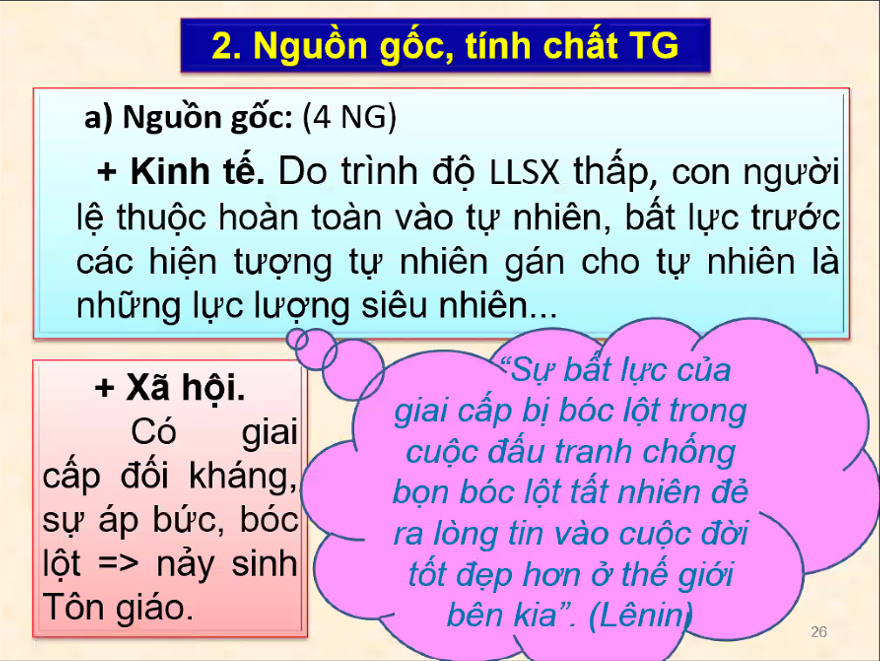 2. Nguồn gốc, tính chất TG
a) Nguồn gốc: (4 NG)
+ Kinh tế. Do trình độ LLSX thấp, con người
lệ thuộc hoàn toàn vào tự nhiên, bất lực trước
các hiện tượng tự nhiên gán cho tự nhiên là
những lực lượng siêu nhiên...
+ Xã hội.
Có giai
cấp đối kháng,
sự áp bức, bóc
lột => nảy sinh
Tôn giáo.
“Sự bất lực của
giai cấp bị bóc lột trong
cuộc đấu tranh chống
bọn bóc lột tất nhiên đẻ
ra lòng tin vào cuộc đời
tốt đẹp hơn ở thế giới
bên kia”. (Lênin)
26